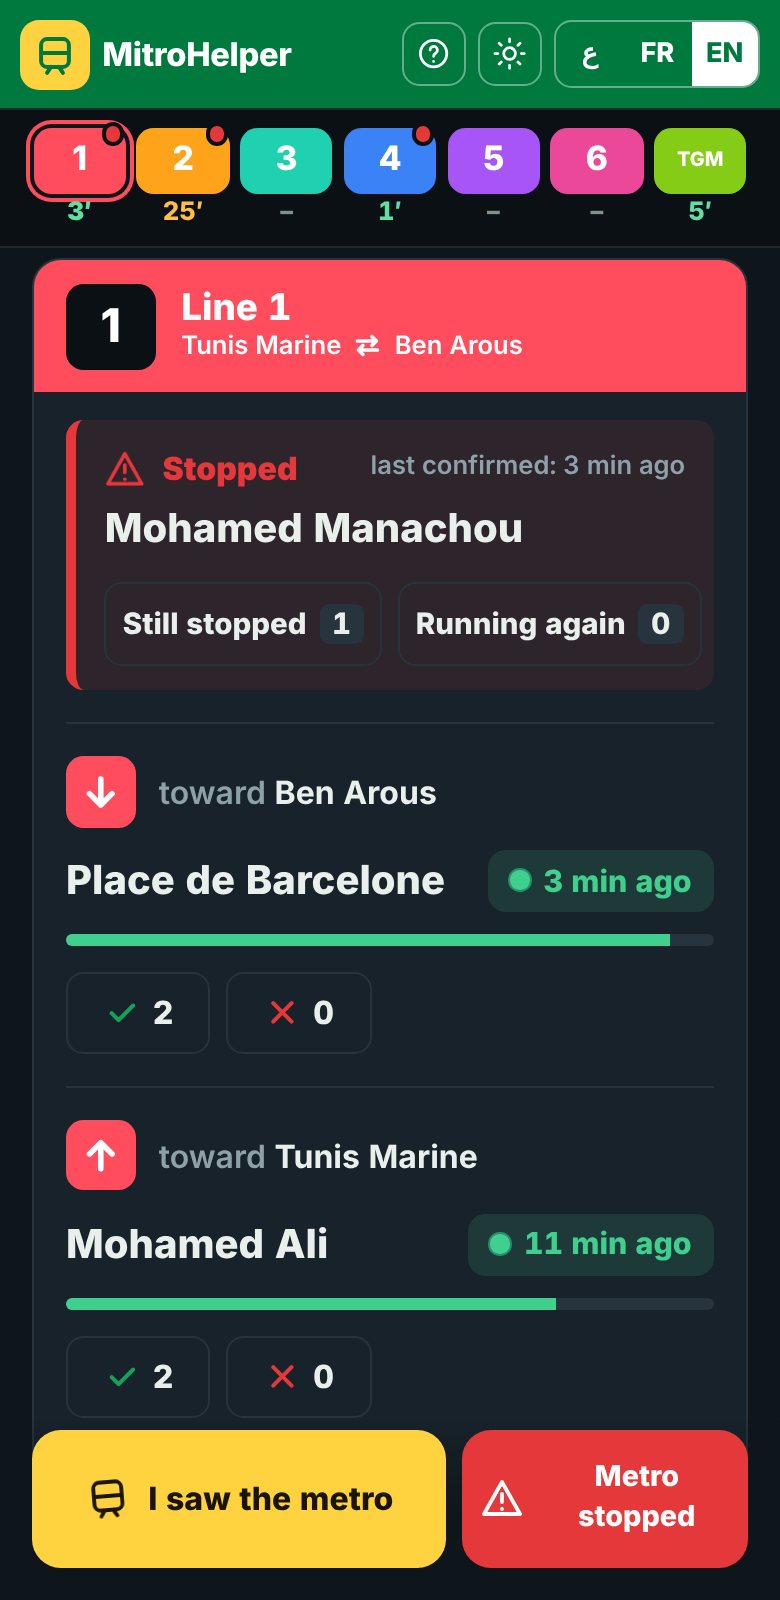 MitroHelper
ع FR EN
1 2 3 4 5 6 TGM
3′ 25′ – 1′ – – 5′
1
Line 1
Tunis Marine ⇄ Ben Arous
Stopped
last confirmed: 3 min ago
Mohamed Manachou
Still stopped 1
Running again 0
toward Ben Arous
Place de Barcelone
3 min ago
2
0
toward Tunis Marine
Mohamed Ali
11 min ago
2
0
I saw the metro
Metro
stopped